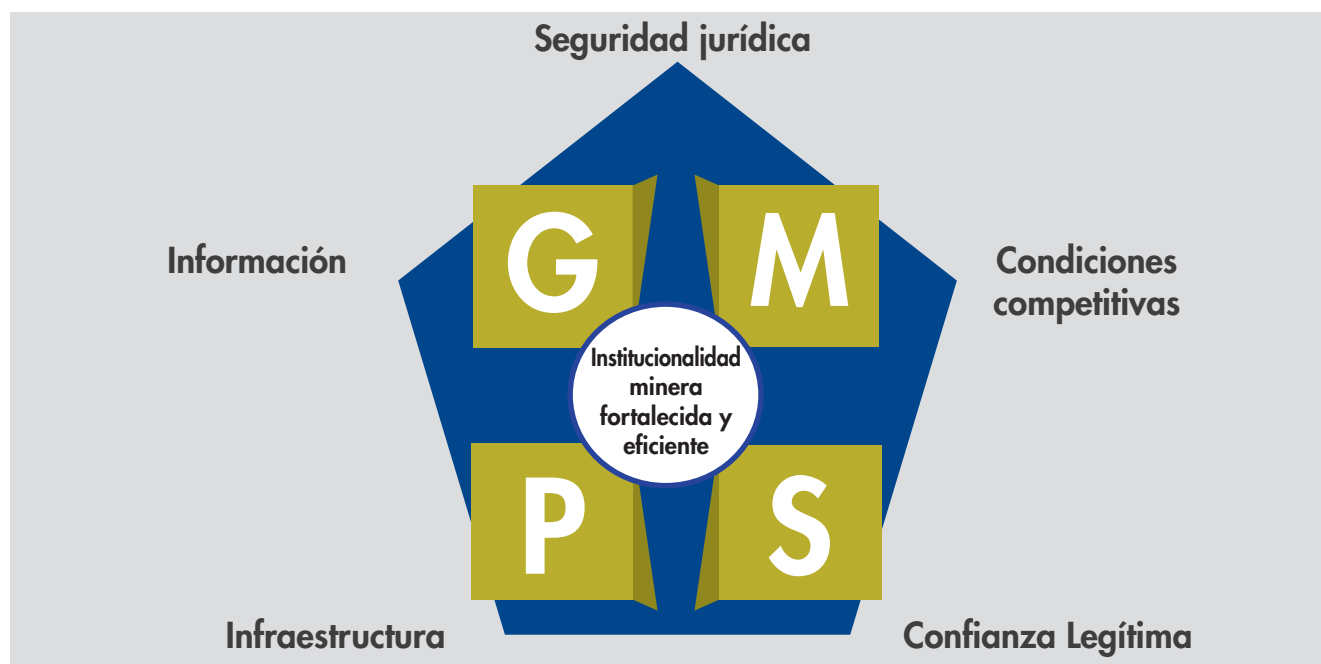 Seguridad jurídica
G
M
Información
Condiciones
competitivas
Institucionalidad
minera
fortalecida y
eficiente
P
S
Infraestructura
Confianza Legítima